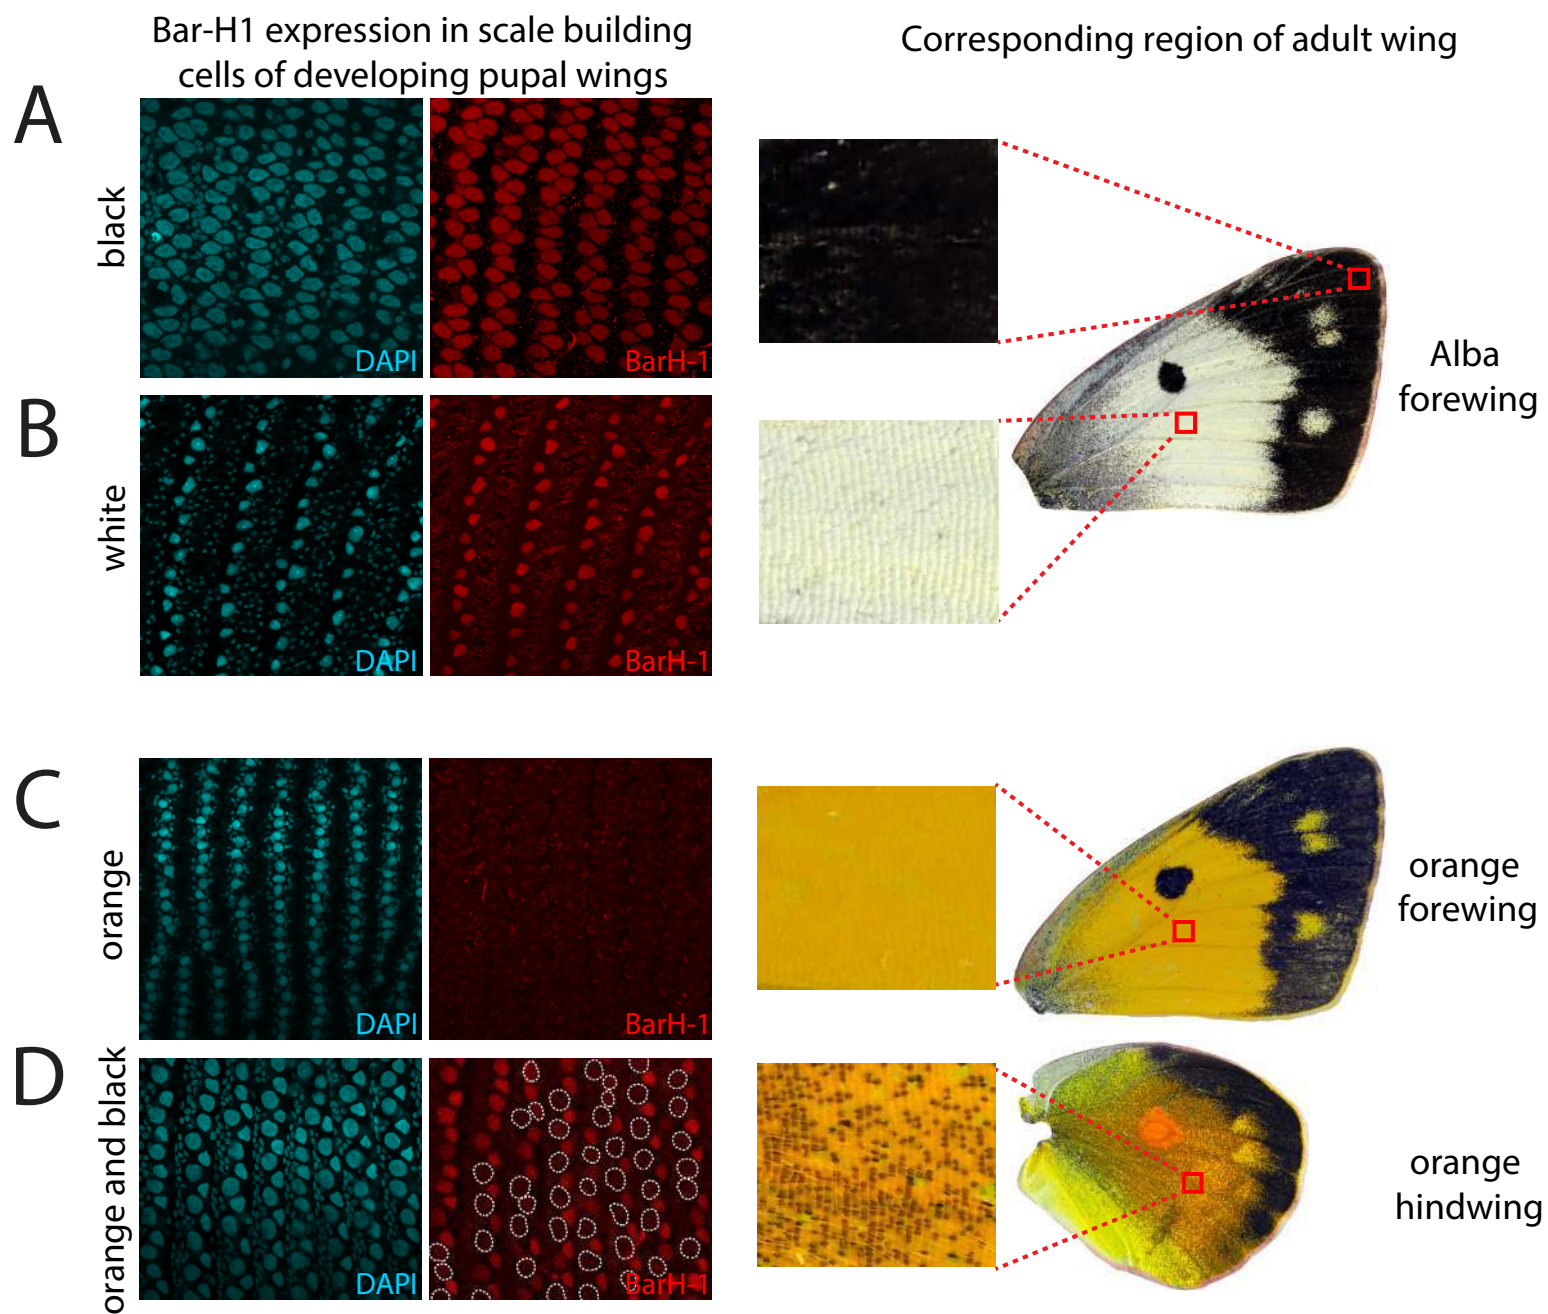 Bar-H1 expression in scale building
cells of developing pupal wings
Corresponding region of adult wing
A
black
DAPI
BarH-1
Alba
forewing
B
white
DAPI
BarH-1
C
orange
DAPI
BarH-1
orange
forewing
D
orange and black
DAPI
BarH-1
orange
hindwing